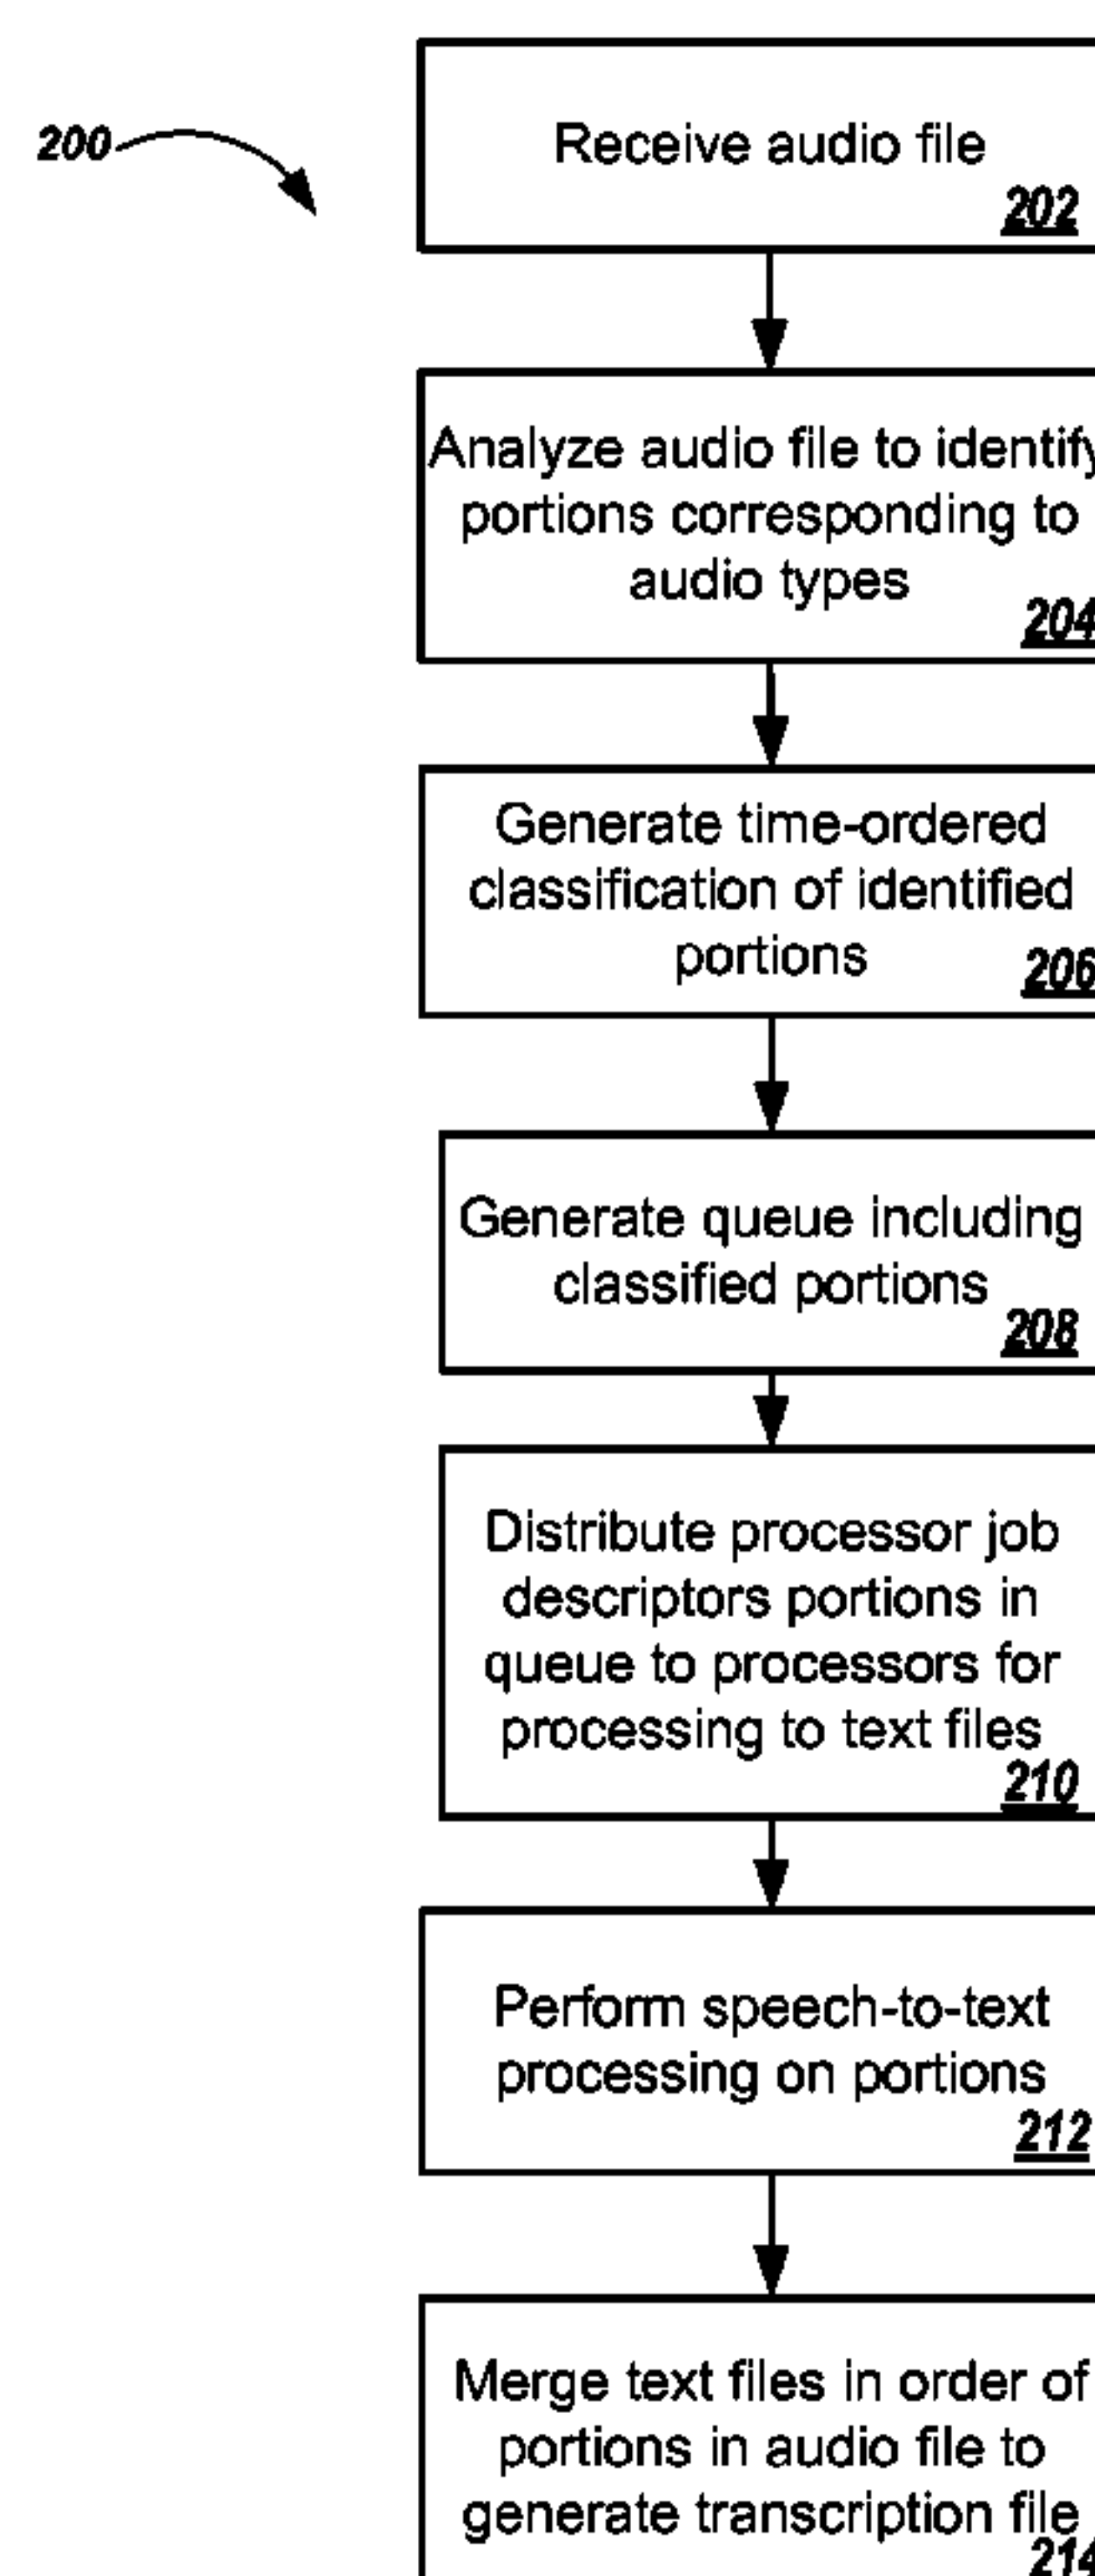 200
Receive audio file
202
Analyze audio file to identify
portions corresponding to
audio types
204
Generate time-ordered
classification of identified
portions
206
Generate queue including
classified portions
208
Distribute processor job
descriptors portions in
queue to processors for
processing to text files
210
Perform speech-to-text
processing on portions
212
Merge text files in order of
portions in audio file to
generate transcription file
214